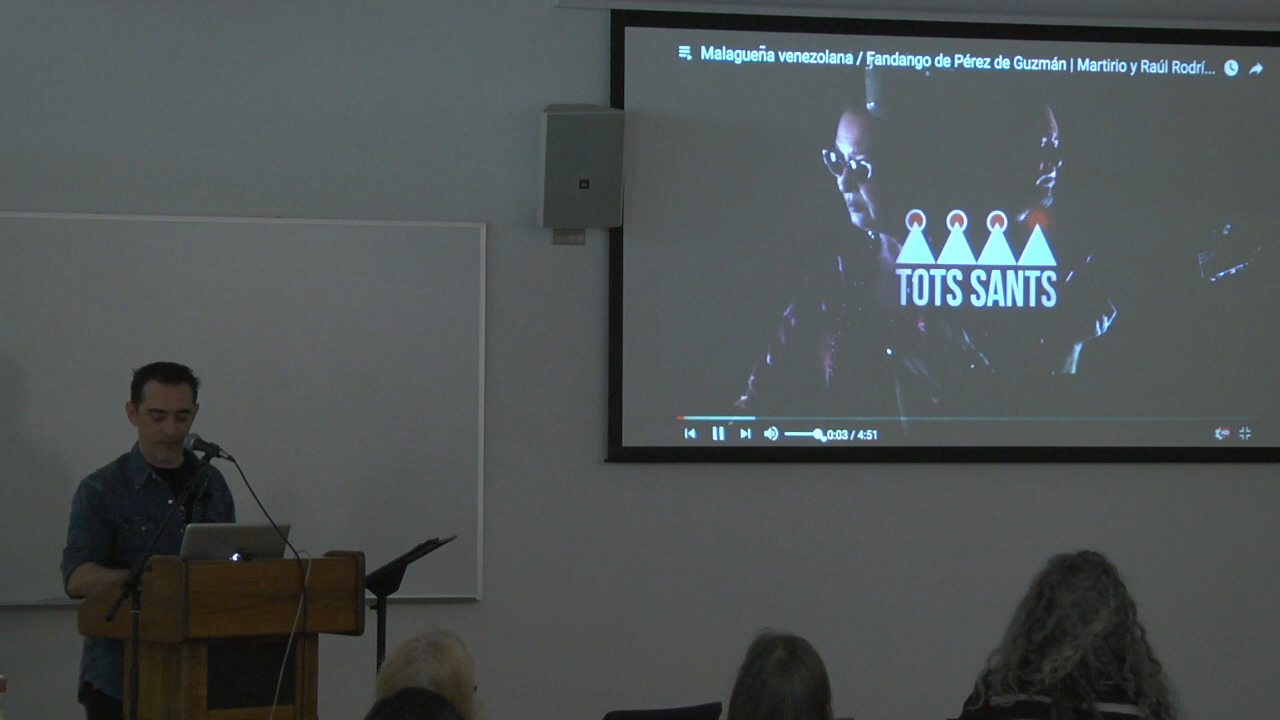 Malagueña venezolana / Fandango de Pérez de Guzmán | Martirio y Raúl Rodrí...
TOTS SANTS
0:03 / 4:51